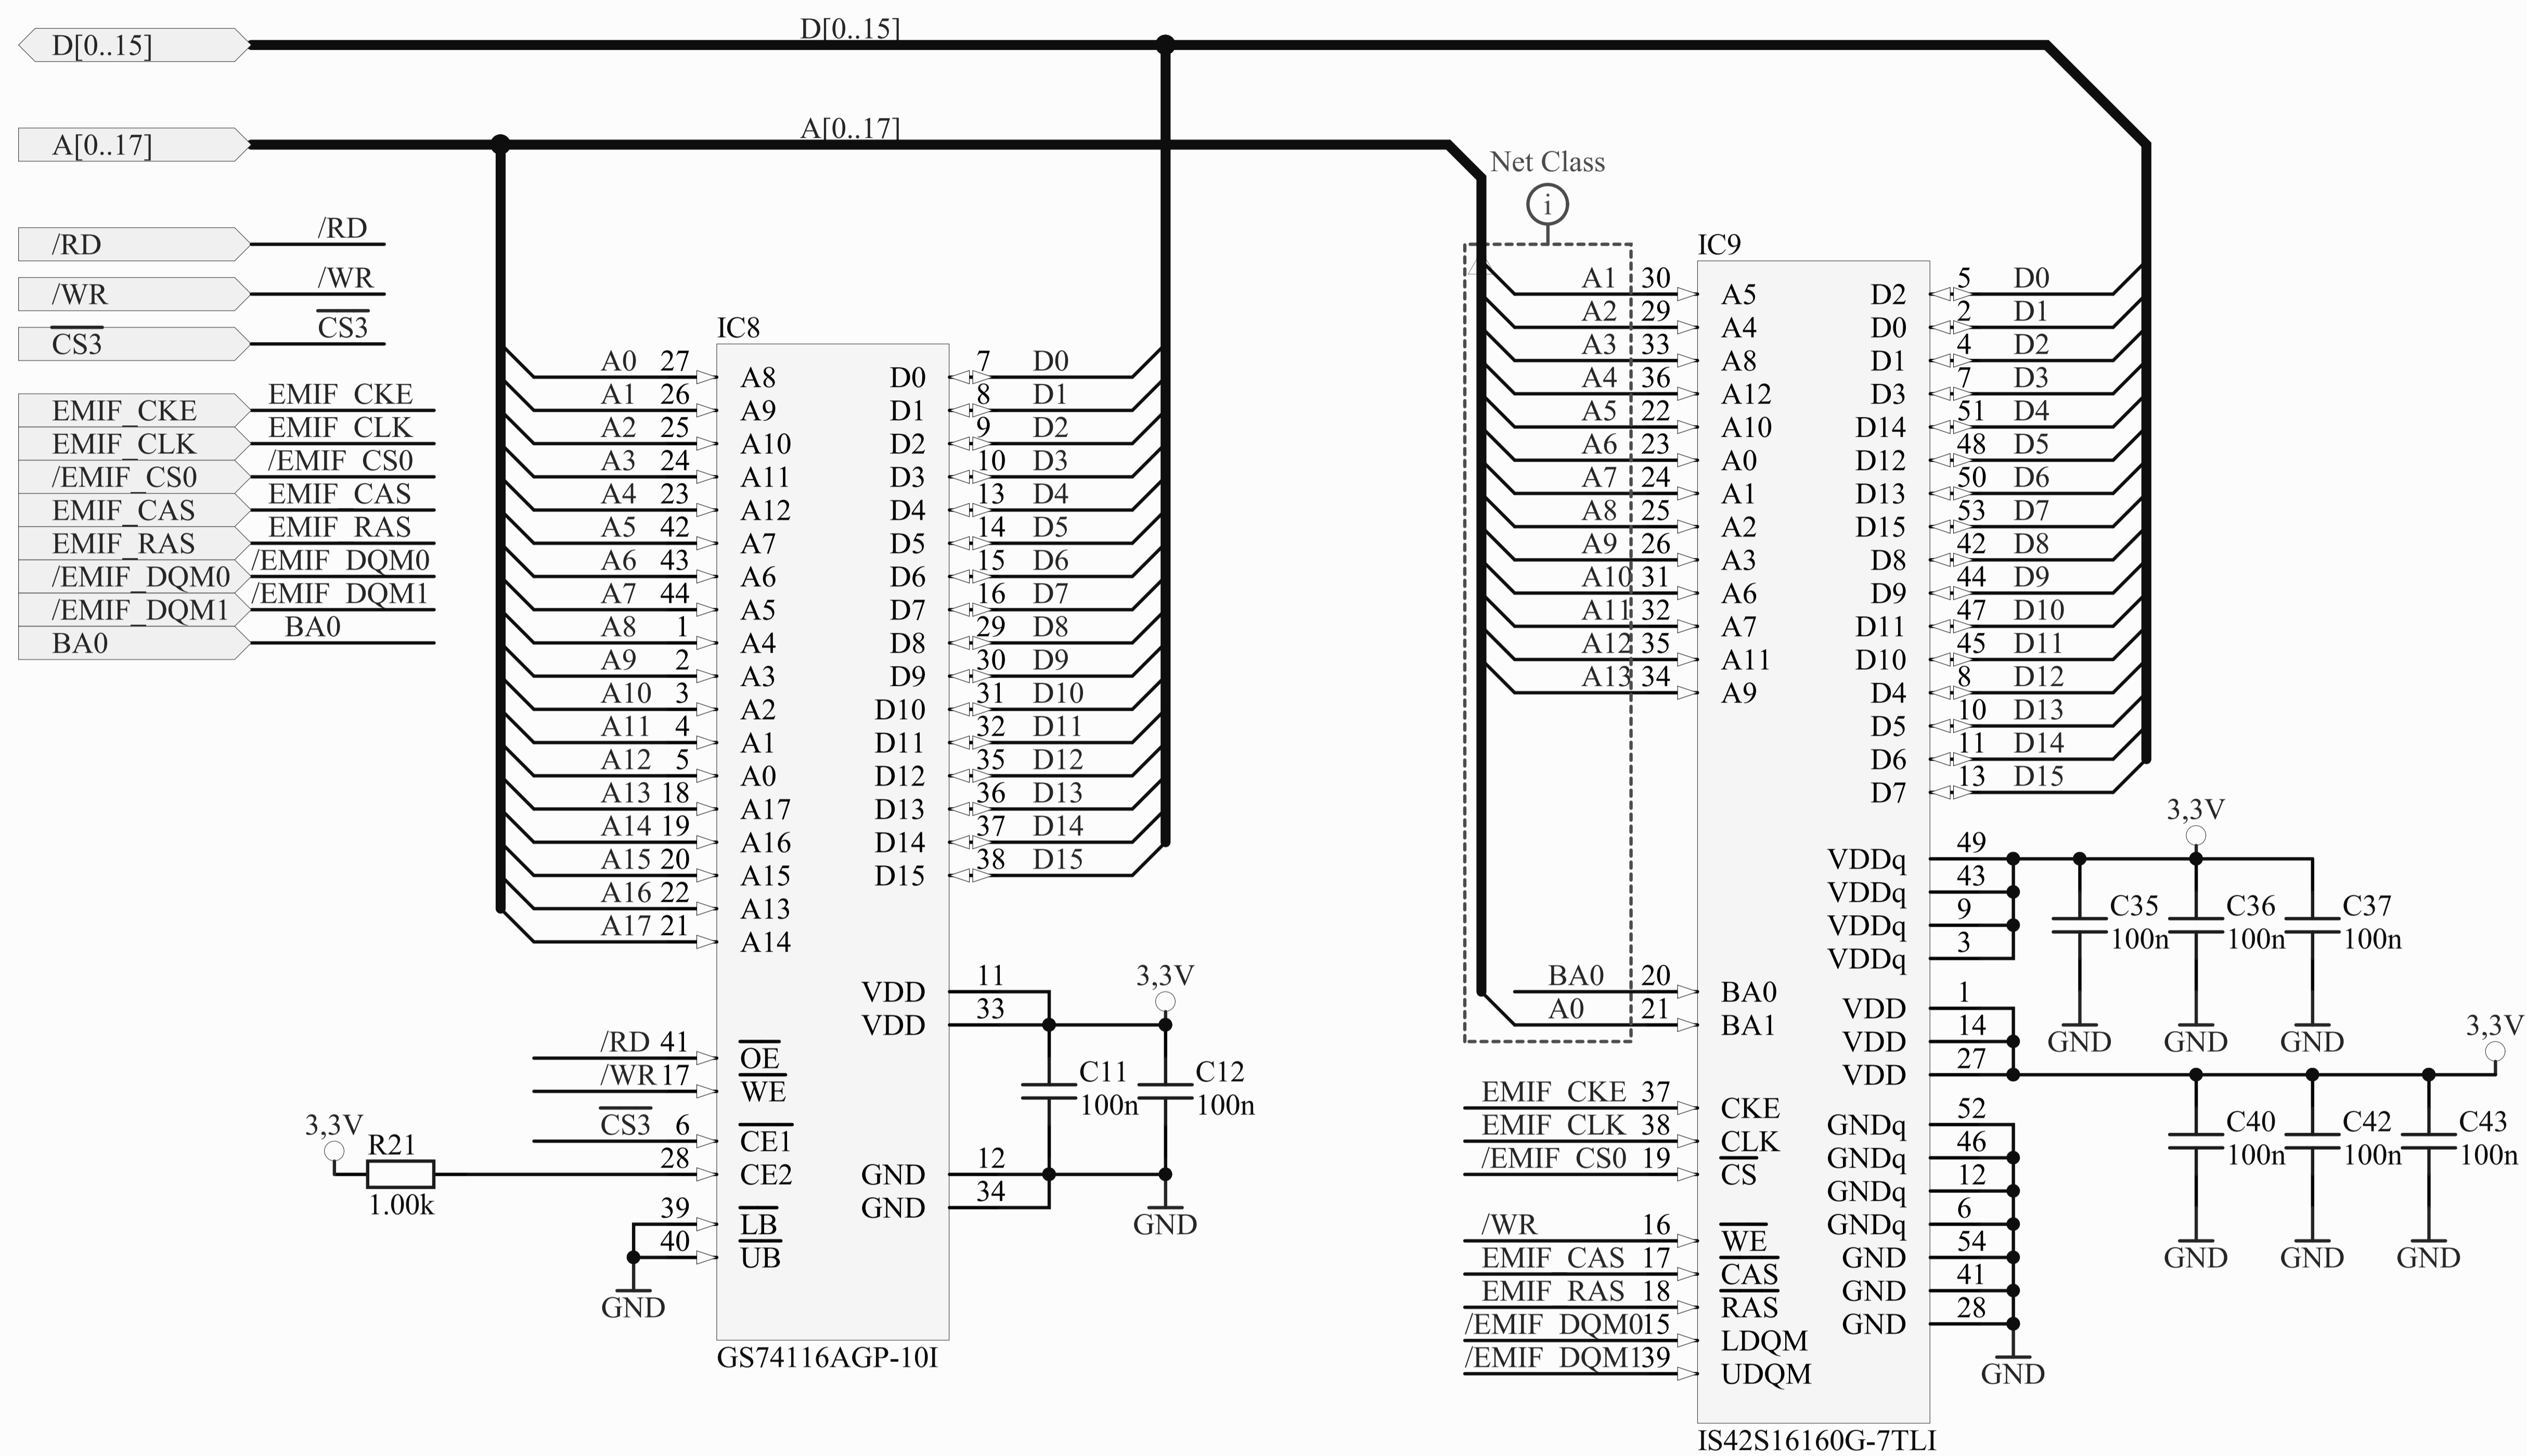 D[0..15]
D[0..15]
A[0..17]
A[0..17]
Net Class
i
/RD /RD
/WR /WR
CS3 CS3
EMIF_CKE EMIF_CKE
EMIF_CLK EMIF_CLK
/EMIF_CS0 /EMIF_CS0
EMIF_CAS EMIF_CAS
EMIF_RAS EMIF_RAS
/EMIF_DQM0 /EMIF_DQM0
/EMIF_DQM1 /EMIF_DQM1
BA0 BA0
IC8
A0 27 A8 D0 7 D0
A1 26 A9 D1 8 D1
A2 25 A10 D2 9 D2
A3 24 A11 D3 10 D3
A4 23 A12 D4 13 D4
A5 42 A7 D5 14 D5
A6 43 A6 D6 15 D6
A7 44 A5 D7 16 D7
A8 1 A4 D8 29 D8
A9 2 A3 D9 30 D9
A10 3 A2 D10 31 D10
A11 4 A1 D11 32 D11
A12 5 A0 D12 35 D12
A13 18 A17 D13 36 D13
A14 19 A16 D14 37 D14
A15 20 A15 D15 38 D15
A16 22 A13
A17 21 A14
VDD 11
VDD 33
3,3V
/RD 41 OE
/WR 17 WE
C11 100n
C12 100n
CS3 6 CE1
3,3V
R21
1.00k
28 CE2
GND 12
GND 34
GND
39 LB
40 UB
GND
GS74116AGP-10I
IC9
A1 30 A5 D2 5 D0
A2 29 A4 D0 2 D1
A3 33 A8 D1 4 D2
A4 36 A12 D3 7 D3
A5 22 A10 D14 51 D4
A6 23 A0 D12 48 D5
A7 24 A1 D13 50 D6
A8 25 A2 D15 53 D7
A9 26 A3 D8 42 D8
A10 31 A6 D9 44 D9
A11 32 A7 D11 47 D10
A12 35 A11 D10 45 D11
A13 34 A9 D4 8 D12
D5 10 D13
D6 11 D14
D7 13 D15
3,3V
VDDq 49
VDDq 43
VDDq 9
VDDq 3
C35 100n
C36 100n
C37 100n
GND GND GND
BA0 20 BA0
A0 21 BA1
VDD 1
VDD 14
VDD 27
3,3V
EMIF_CKE 37 CKE
EMIF_CLK 38 CLK
/EMIF_CS0 19 CS
GNDq 52
GNDq 46
GNDq 12
GNDq 6
C40 100n
C42 100n
C43 100n
GND GND GND
/WR 16 WE
EMIF_CAS 17 CAS
EMIF_RAS 18 RAS
/EMIF_DQM0 15 LDQM
/EMIF_DQM1 39 UDQM
GND 54
GND 41
GND 28
GND
IS42S16160G-7TLI